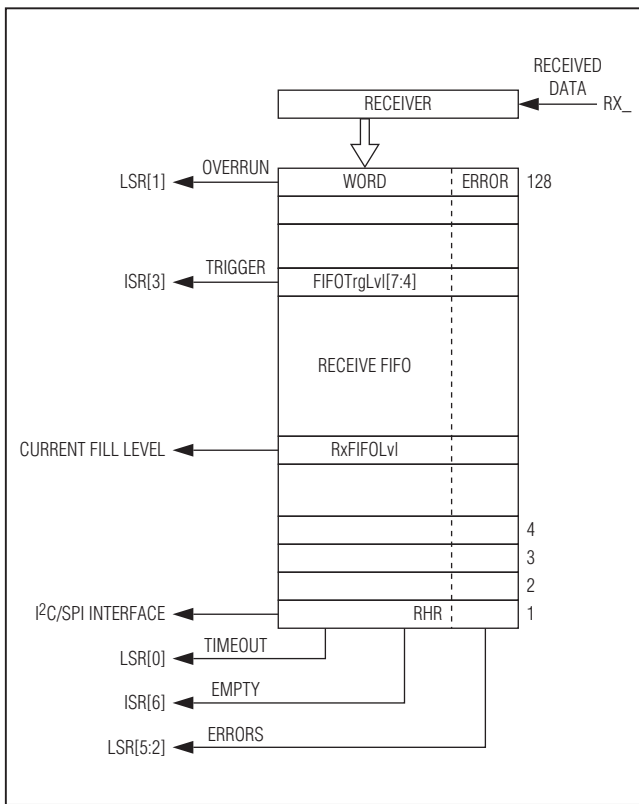 RECEIVED
DATA
RECEIVER
RX_
OVERRUN
LSR[1]
WORD
ERROR
128
TRIGGER
ISR[3]
FIFOTrgLvl[7:4]
RECEIVE FIFO
CURRENT FILL LEVEL
RxFIFOLvl
4
3
2
I²C/SPI INTERFACE
RHR
1
TIMEOUT
LSR[0]
EMPTY
ISR[6]
ERRORS
LSR[5:2]